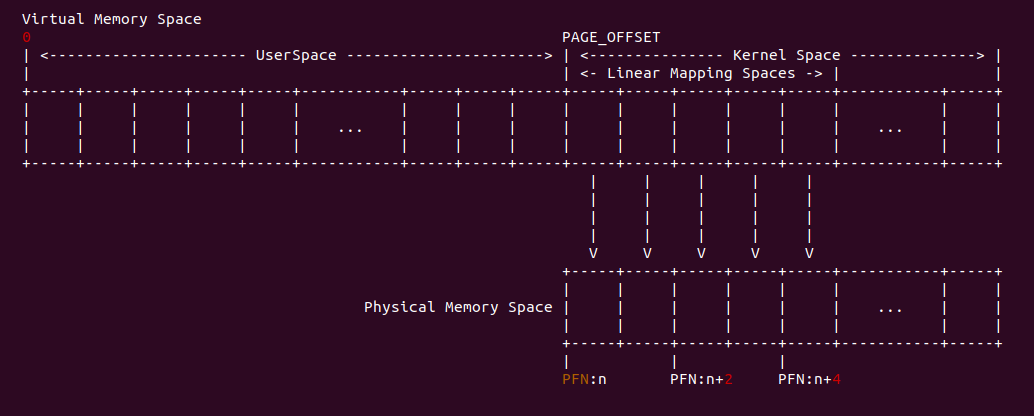 Virtual Memory Space
0 PAGE_OFFSET
| <----------------------- UserSpace -----------------------> | <---------------- Kernel Space ---------------> |
| | <- Linear Mapping Spaces -> | |
... ...
Physical Memory Space ...
PFN:n PFN:n+2 PFN:n+4